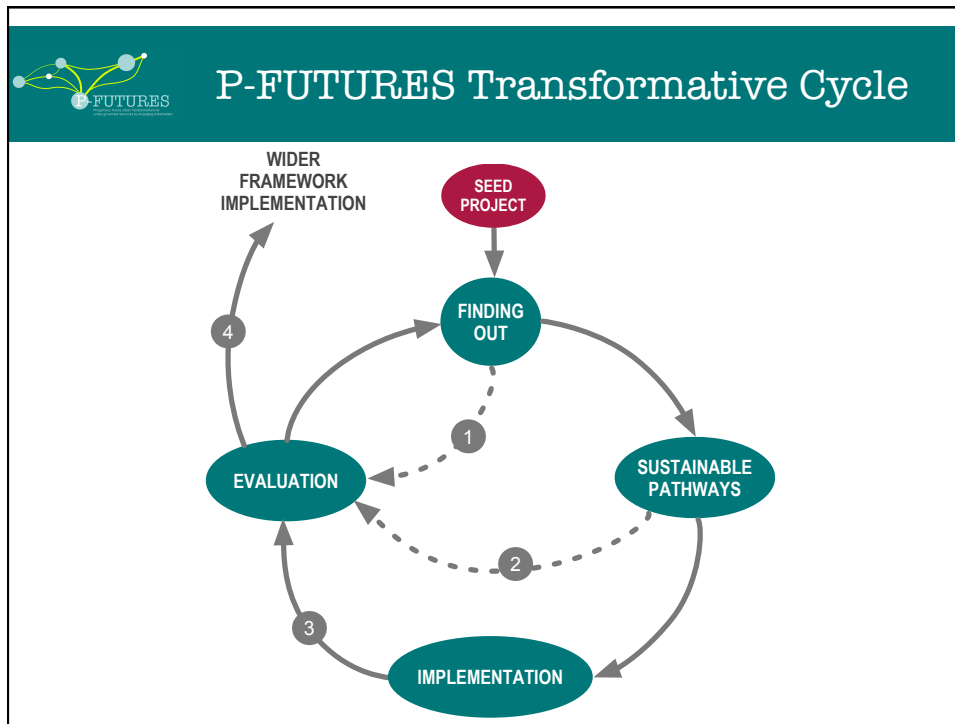 P-FUTURES Transformative Cycle
P-FUTURES
WIDER
FRAMEWORK
IMPLEMENTATION
SEED
PROJECT
FINDING
OUT
4
1
EVALUATION
SUSTAINABLE
PATHWAYS
2
3
IMPLEMENTATION